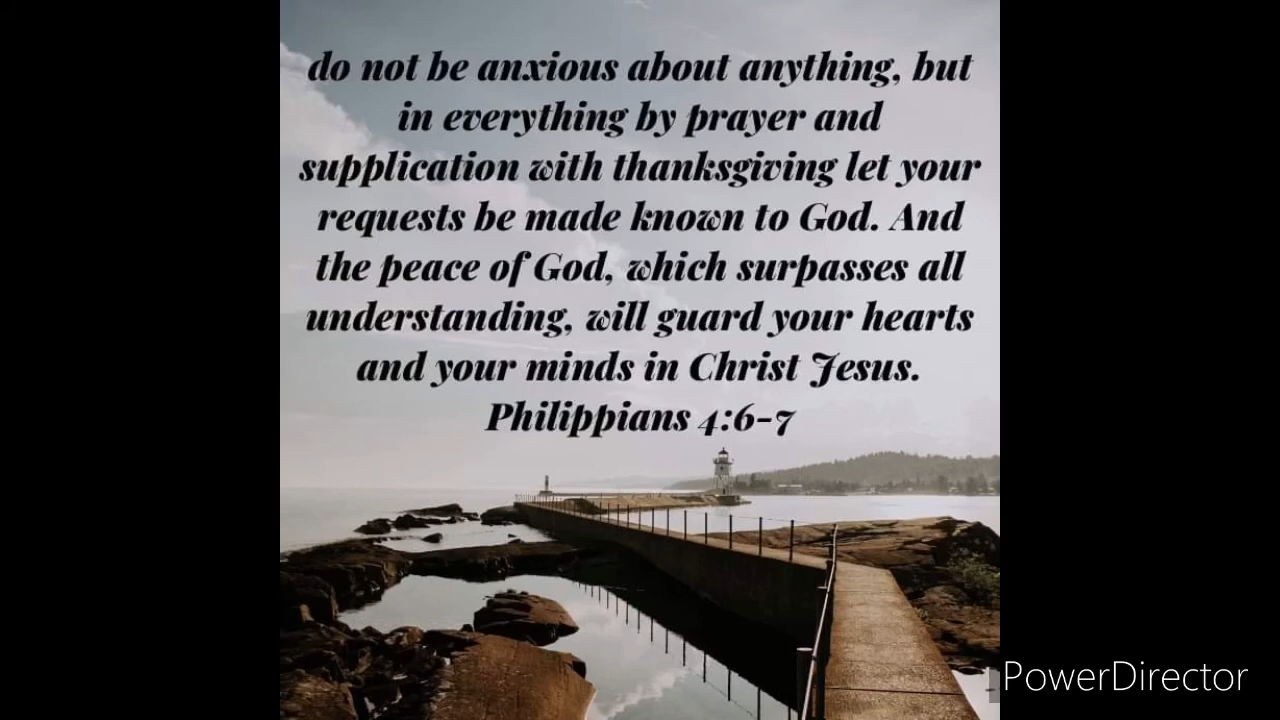 do not be anxious about anything, but
in everything by prayer and
supplication with thanksgiving let your
requests be made known to God. And
the peace of God, which surpasses all
understanding, will guard your hearts
and your minds in Christ Jesus.
Philippians 4:6-7
PowerDirector